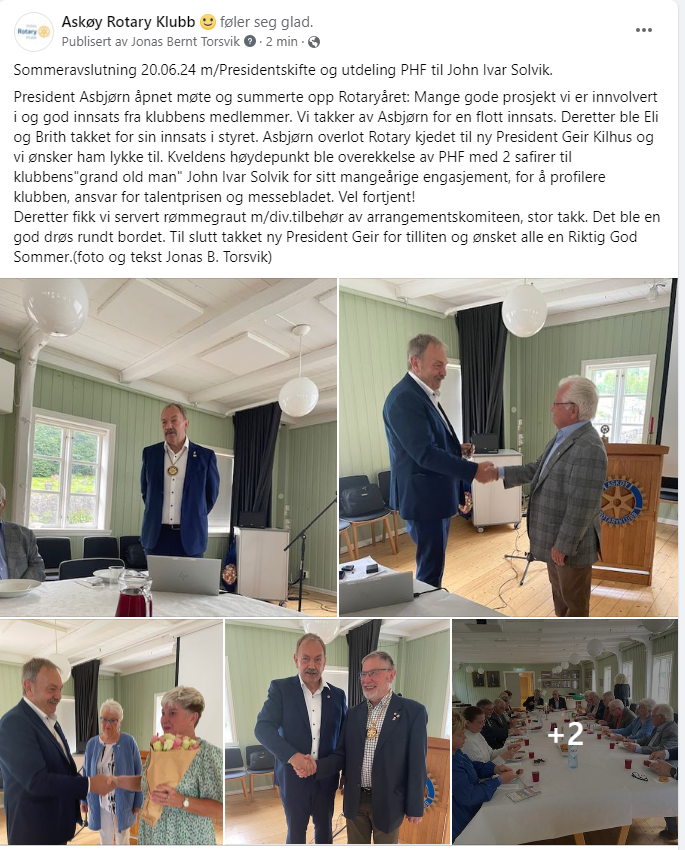 Askøy Rotary Klubb føler seg glad.
Publisert av Jonas Bernt Torsvik · 2 min ·
Sommeravslutning 20.06.24 m/Presidentskifte og utdeling PHF til John Ivar Solvik.
President Asbjørn åpnet møte og summerte opp Rotaryåret: Mange gode prosjekt vi er innvolvert
i og god innsats fra klubbens medlemmer. Vi takker av Asbjørn for en flott innsats. Deretter ble Eli
og Brith takket for sin innsats i styret. Asbjørn overlot Rotary kjedet til ny President Geir Kilhus og
vi ønsker ham lykke til. Kveldens høydepunkt ble overekkelse av PHF med 2 safirer til
klubbens"grand old man" John Ivar Solvik for sitt mangeårige engasjement, for å profilere
klubben, ansvar for talentprisen og messebladet. Vel fortjent!
Deretter fikk vi servert rømmegraut m/div.tilbehør av arrangementskomiteen, stor takk. Det ble en
god drøs rundt bordet. Til slutt takket ny President Geir for tilliten og ønsket alle en Riktig God
Sommer.(foto og tekst Jonas B. Torsvik)
Rotary
ASKØY
ROTARY KLUBB
+2